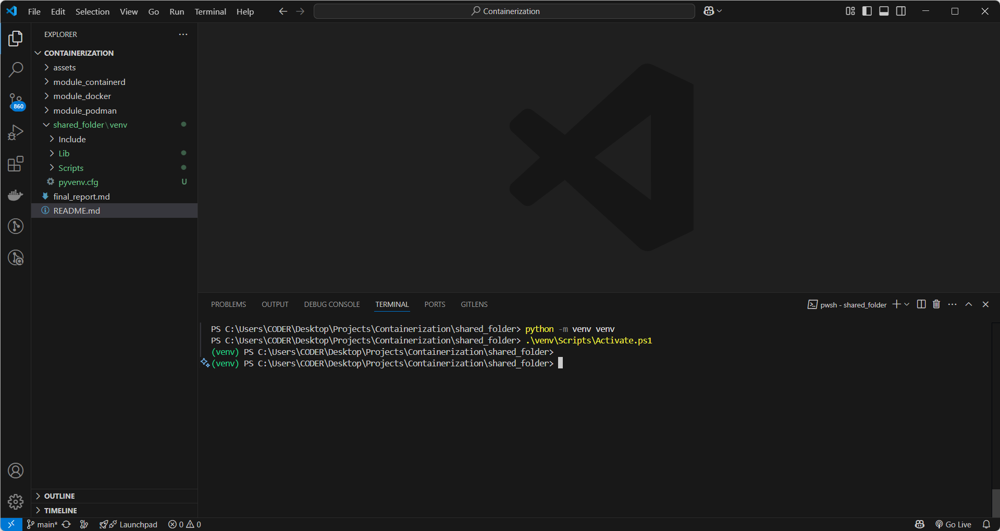 File Edit Selection View Go Run Terminal Help
Containerization
EXPLORER
CONTAINERIZATION
assets
module_containerd
module_docker
module_podman
shared_folder\venv
Include
Lib
Scripts
pyvenv.cfg U
final_report.md
README.md
860
PROBLEMS OUTPUT DEBUG CONSOLE TERMINAL PORTS GITLENS
pwsh - shared_folder
PS C:\Users\CODER\Desktop\Projects\Containerization\shared_folder> python -m venv venv
PS C:\Users\CODER\Desktop\Projects\Containerization\shared_folder> .\venv\Scripts\Activate.ps1
(venv) PS C:\Users\CODER\Desktop\Projects\Containerization\shared_folder>
(venv) PS C:\Users\CODER\Desktop\Projects\Containerization\shared_folder>
OUTLINE
TIMELINE
main* Launchpad 0 0 Go Live